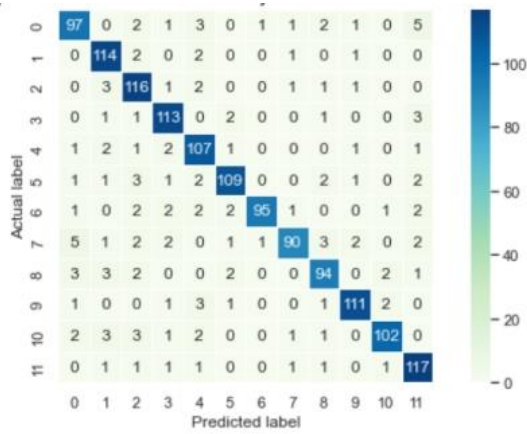 0 97 0 2 1 3 0 1 1 2 1 0 5
1 0 114 2 0 2 0 0 1 0 1 0 0
2 0 3 116 1 2 0 0 1 1 1 0 0
3 0 1 1 113 0 2 0 0 1 0 0 3
4 1 2 1 2 107 1 0 0 0 1 0 1
5 1 1 3 1 2 109 0 0 2 1 0 2
6 1 0 2 2 2 2 95 1 0 0 1 2
7 5 1 2 2 0 1 1 90 3 2 0 2
8 3 3 2 0 0 2 0 0 94 0 2 1
9 1 0 0 1 3 1 0 0 1 111 2 0
10 2 3 3 1 2 0 0 1 1 0 102 0
11 0 1 1 1 1 0 0 1 1 0 1 117
0 1 2 3 4 5 6 7 8 9 10 11
Predicted label
Actual label
100
80
60
40
20
0